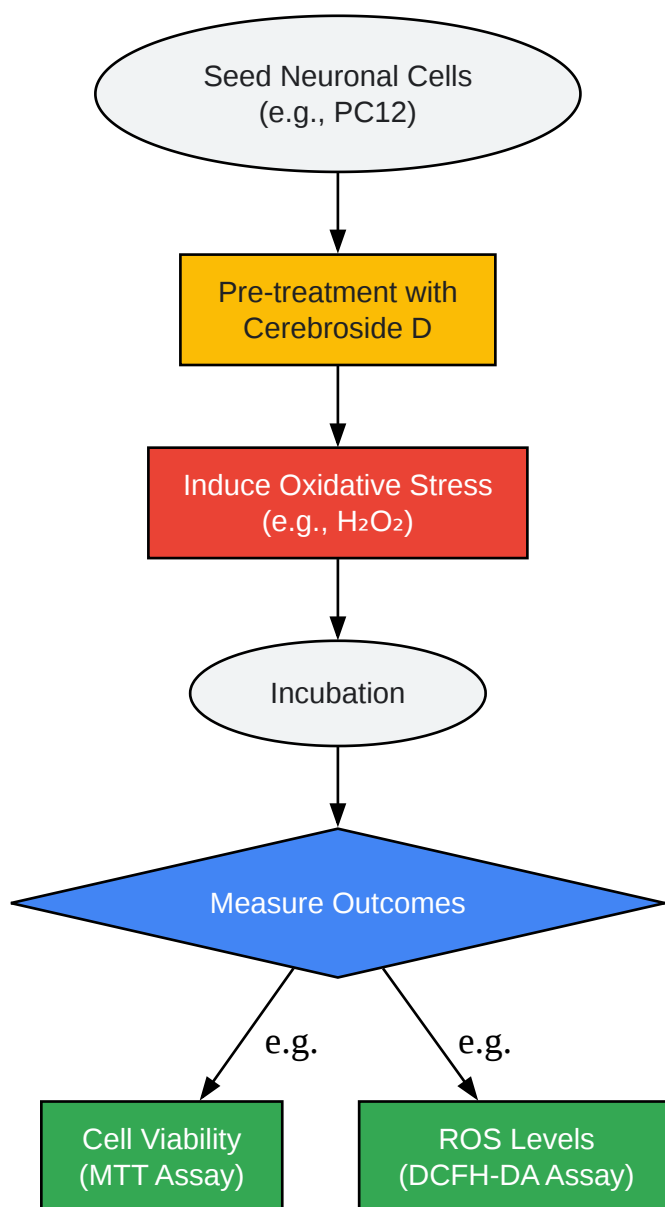 Seed Neuronal Cells
(e.g., PC12)
Pre-treatment with
Cerebroside D
Induce Oxidative Stress
(e.g., H₂O₂)
Incubation
Measure Outcomes
e.g.
e.g.
Cell Viability
(MTT Assay)
ROS Levels
(DCFH-DA Assay)